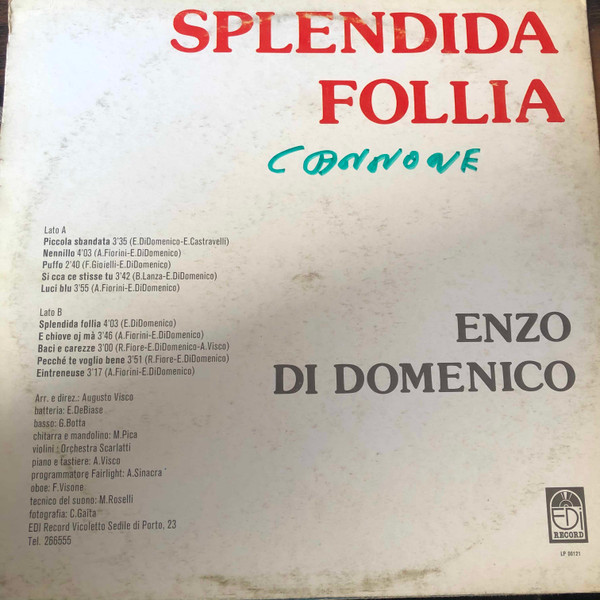 SPLENDIDA
FOLLIA
CANNONE
Lato A
Piccola sbandata 3'35 (E.DiDomenico-E.Castravelli)
Nennillo 4'03 (A.Fiorini-E.DiDomenico)
Puffo 2'40 (F.Gioielli-E.DiDomenico)
Si cca ce stisse tu 3'42 (B.Lanza-E.DiDomenico)
Luci blu 3'55 (A.Fiorini-E.DiDomenico)
Lato B
Splendida follia 4'03 (E.DiDomenico)
E chiove oj mà 3'46 (A.Fiorini-E.DiDomenico)
Baci e carezze 3'00 (R.Fiore-E.DiDomenico-A.Visco)
Pecché te voglio bene 3'51 (R.Fiore-E.DiDomenico)
Eintreneuse 3'17 (A.Fiorini-E.DiDomenico)
ENZO
DI DOMENICO
Arr. e direz.: Augusto Visco
batteria: E.DeBiase
basso: G.Botta
chitarra e mandolino: M.Pica
violini : Orchestra Scarlatti
piano e tastiere: A.Visco
programmatore Fairlight: A.Sinacra
oboe: F.Visone
tecnico del suono: M.Roselli
fotografia: C.Gaita
EDI Record Vicoletto Sedile di Porto, 23
Tel. 266555
EDI
RECORD
LP 00121